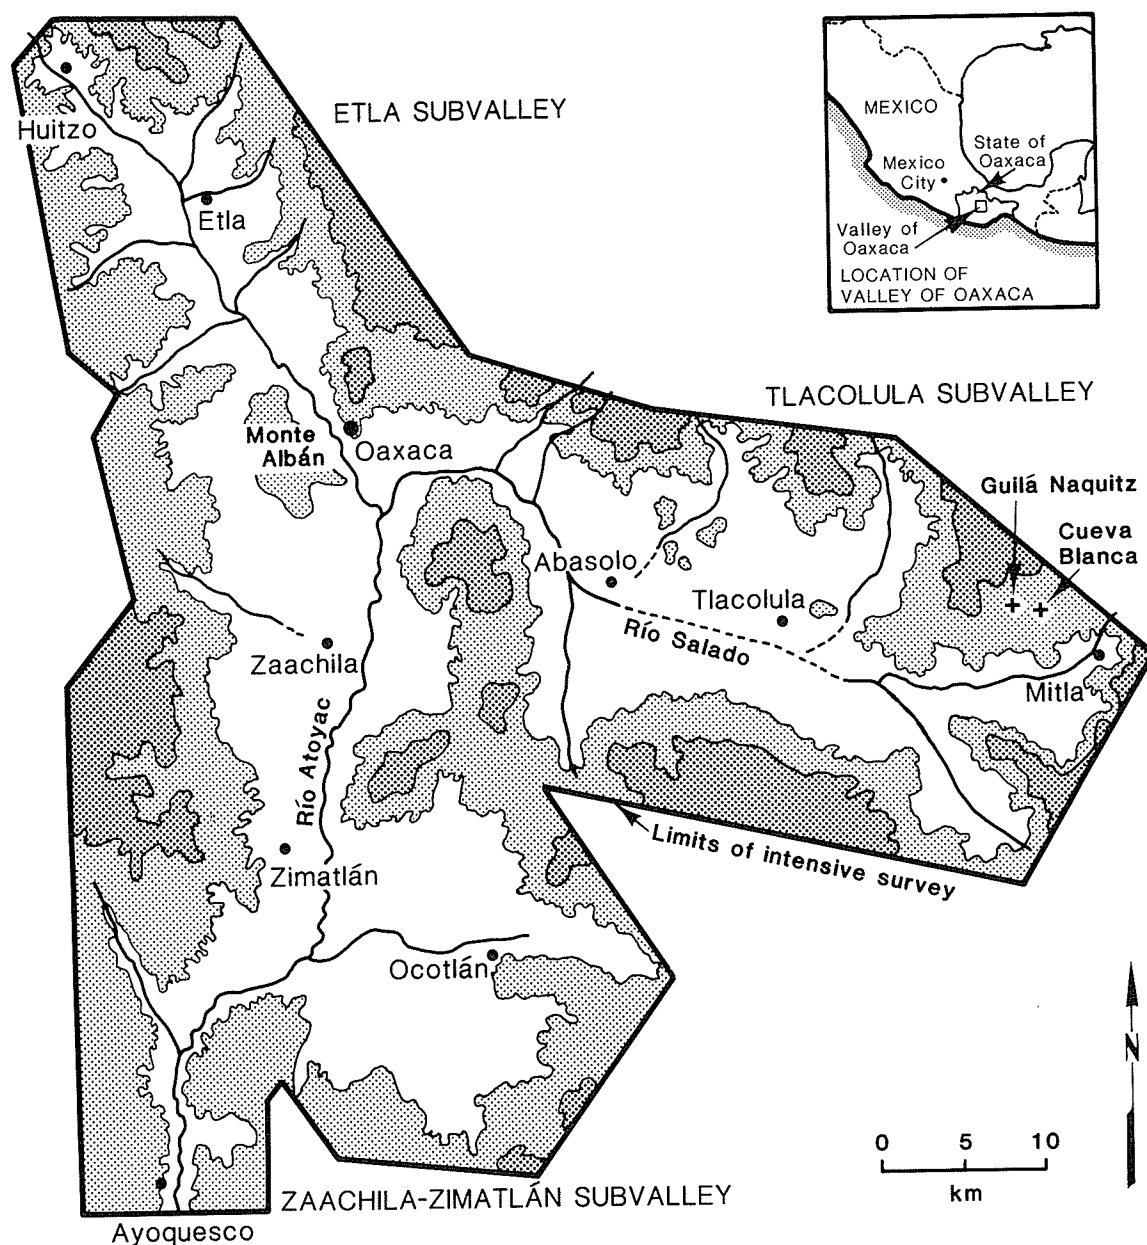 ETLA SUBVALLEY
Huitzo
Etla
MEXICO
State of
Oaxaca
Mexico
City
Valley of
Oaxaca
LOCATION OF
VALLEY OF OAXACA
TLACOLULA SUBVALLEY
Monte
Albán
Oaxaca
Guilá Naquitz
Cueva
Blanca
Abasolo
Tlacolula
Río Salado
Mitla
Zaachila
Río Atoyac
Limits of intensive survey
Zimatlán
Ocotlán
N
0 5 10
km
ZAACHILA-ZIMATLÁN SUBVALLEY
Ayoquesco